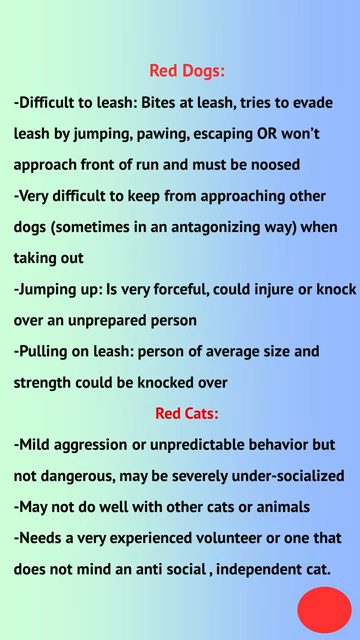 Red Dogs:
-Difficult to leash: Bites at leash, tries to evade
leash by jumping, pawing, escaping OR won't
approach front of run and must be noosed
-Very difficult to keep from approaching other
dogs (sometimes in an antagonizing way) when
taking out
-Jumping up: Is very forceful, could injure or knock
over an unprepared person
-Pulling on leash: person of average size and
strength could be knocked over
Red Cats:
-Mild aggression or unpredictable behavior but
not dangerous, may be severely under-socialized
-May not do well with other cats or animals
-Needs a very experienced volunteer or one that
does not mind an anti social , independent cat.